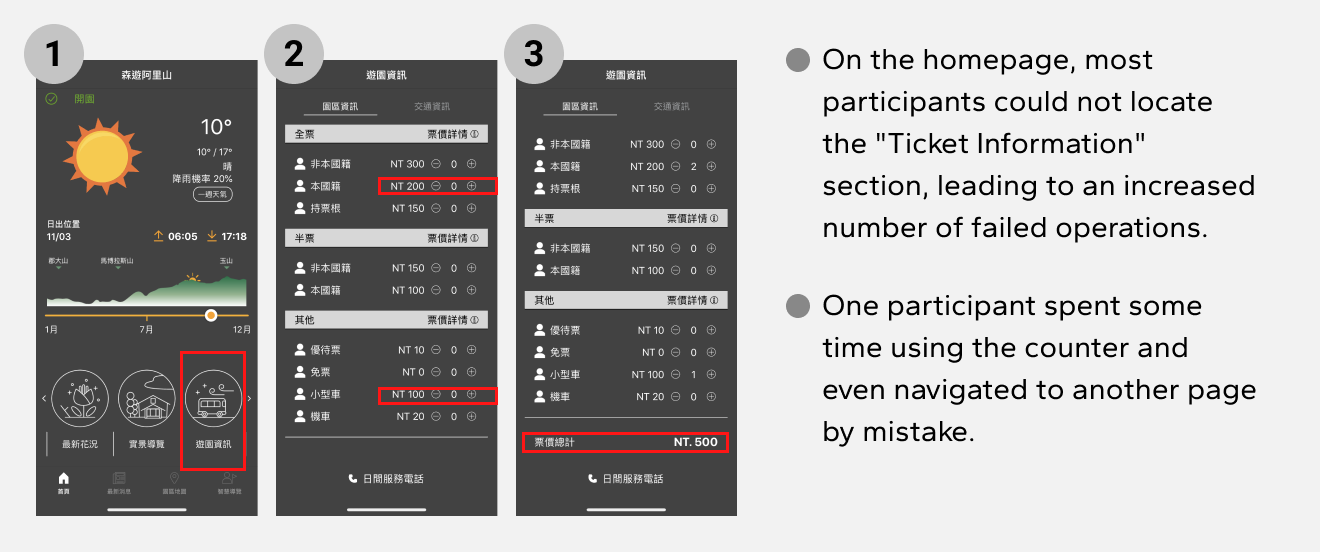 1
森遊阿里山
開園
10°
10° / 17°
晴
降雨機率 20%
一週天氣
日出位置
11/03
06:05
17:18
鄒大山
馬博拉斯山
玉山
1月
7月
12月
最新花況
實景導覽
遊園資訊
首頁
最新消息
園區地圖
智慧導覽
2
遊園資訊
園區資訊
交通資訊
全票 票價詳情
非本國籍 NT 300 0
本國籍 NT 200 0
持票根 NT 150 0
半票 票價詳情
非本國籍 NT 150 0
本國籍 NT 100 0
其他 票價詳情
優待票 NT 10 0
免票 NT 0 0
小型車 NT 100 0
機車 NT 20 0
日間服務電話
3
遊園資訊
園區資訊
交通資訊
非本國籍 NT 300 0
本國籍 NT 200 2
持票根 NT 150 0
半票 票價詳情
非本國籍 NT 150 0
本國籍 NT 100 0
其他 票價詳情
優待票 NT 10 0
免票 NT 0 0
小型車 NT 100 1
機車 NT 20 0
票價總計 NT. 500
日間服務電話
On the homepage, most
participants could not locate
the "Ticket Information"
section, leading to an increased
number of failed operations.
One participant spent some
time using the counter and
even navigated to another page
by mistake.